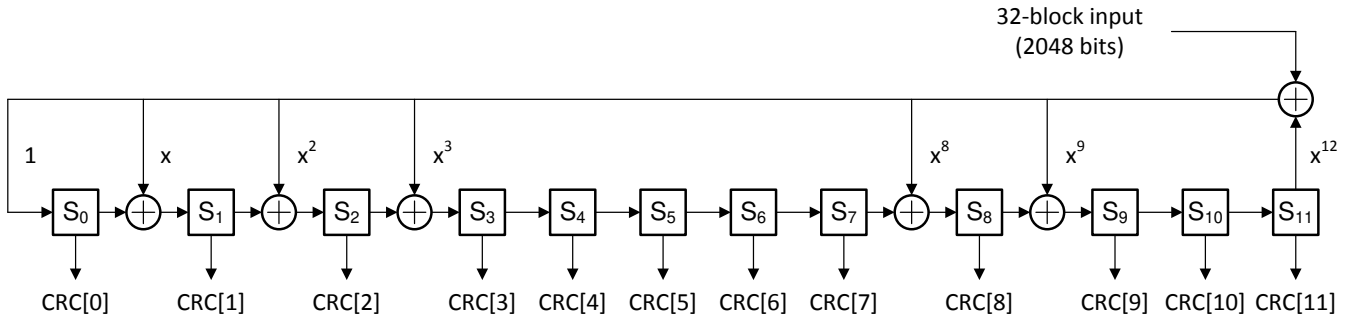 32-block input
(2048 bits)
1 x x² x³ x⁸ x⁹ x¹²
S₀ S₁ S₂ S₃ S₄ S₅ S₆ S₇ S₈ S₉ S₁₀ S₁₁
CRC[0] CRC[1] CRC[2] CRC[3] CRC[4] CRC[5] CRC[6] CRC[7] CRC[8] CRC[9] CRC[10] CRC[11]